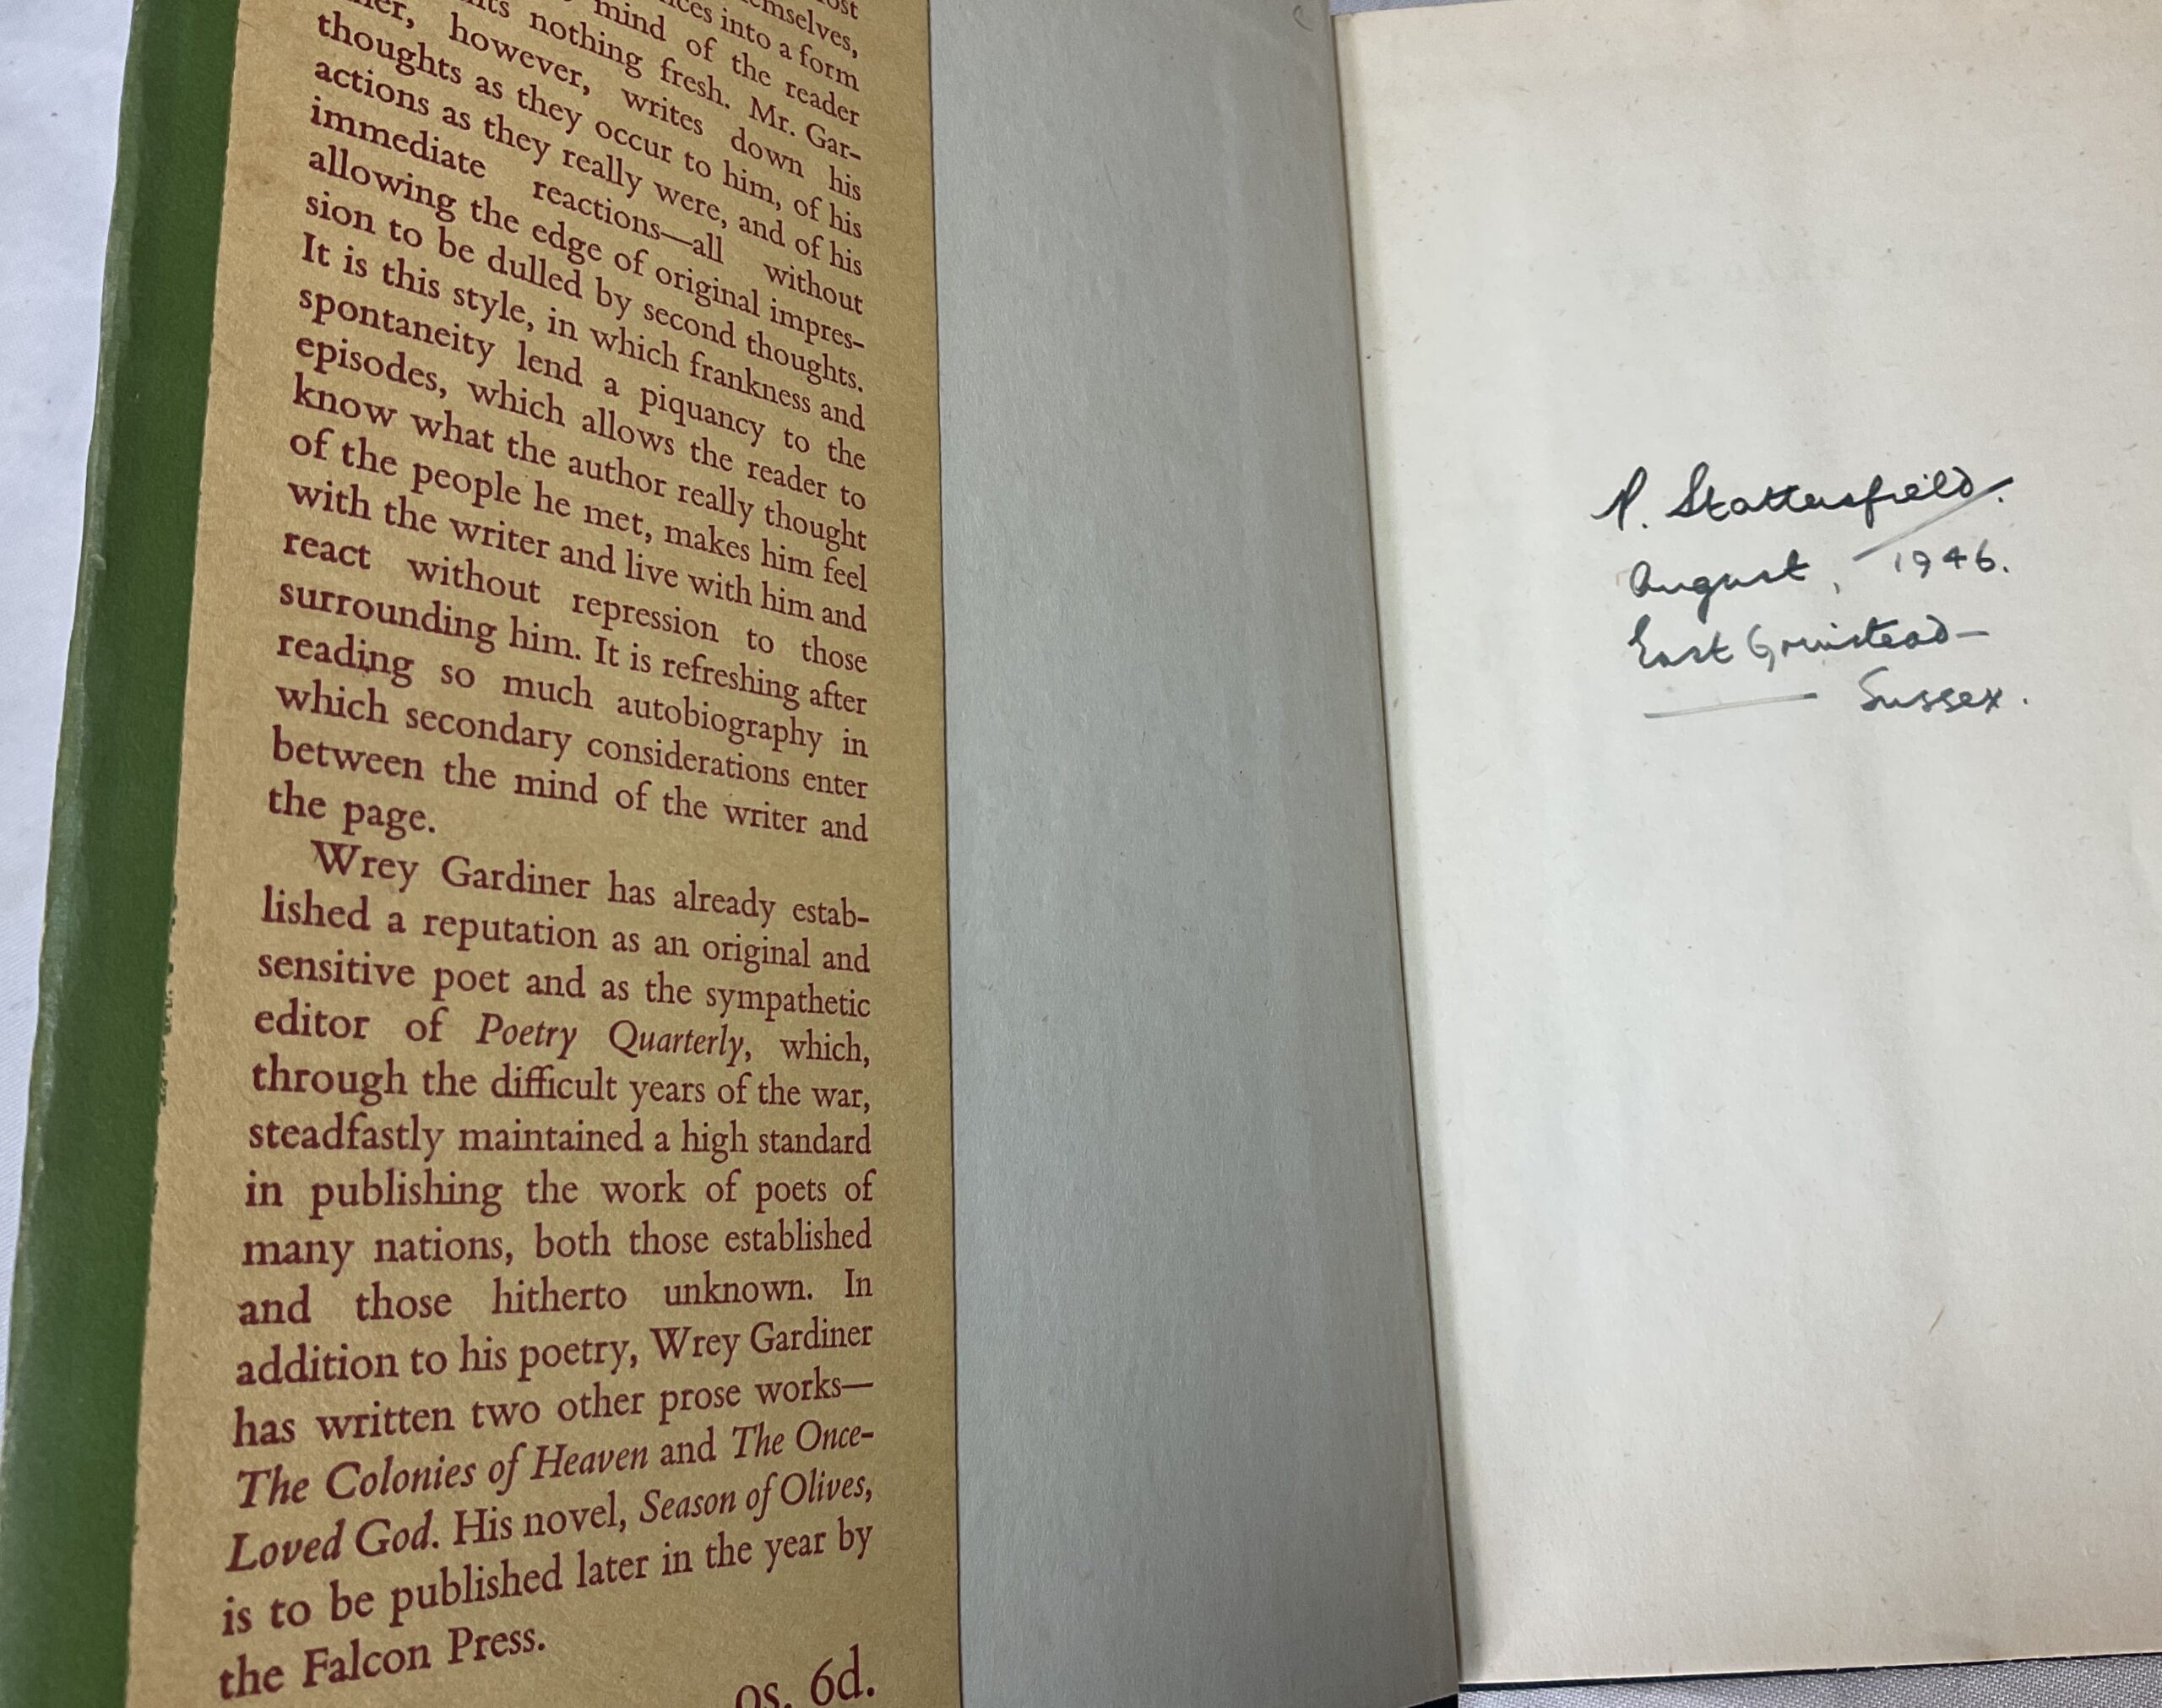 ost
emselves,
ces into a form
mind of the reader
nts nothing fresh. Mr. Gar-
ner, however, writes down his
thoughts as they occur to him, of his
actions as they really were, and of his
immediate reactions—all without
allowing the edge of original impres-
sion to be dulled by second thoughts.
It is this style, in which frankness and
spontaneity lend a piquancy to the
episodes, which allows the reader to
know what the author really thought
of the people he met, makes him feel
with the writer and live with him and
react without repression to those
surrounding him. It is refreshing after
reading so much autobiography in
which secondary considerations enter
between the mind of the writer and
the page.
Wrey Gardiner has already estab-
lished a reputation as an original and
sensitive poet and as the sympathetic
editor of Poetry Quarterly, which,
through the difficult years of the war,
steadfastly maintained a high standard
in publishing the work of poets of
many nations, both those established
and those hitherto unknown. In
addition to his poetry, Wrey Gardiner
has written two other prose works—
The Colonies of Heaven and The Once-
Loved God. His novel, Season of Olives,
is to be published later in the year by
the Falcon Press.
os. 6d.
P. Stattersfield.
August, 1946.
East Grinstead—
Sussex.